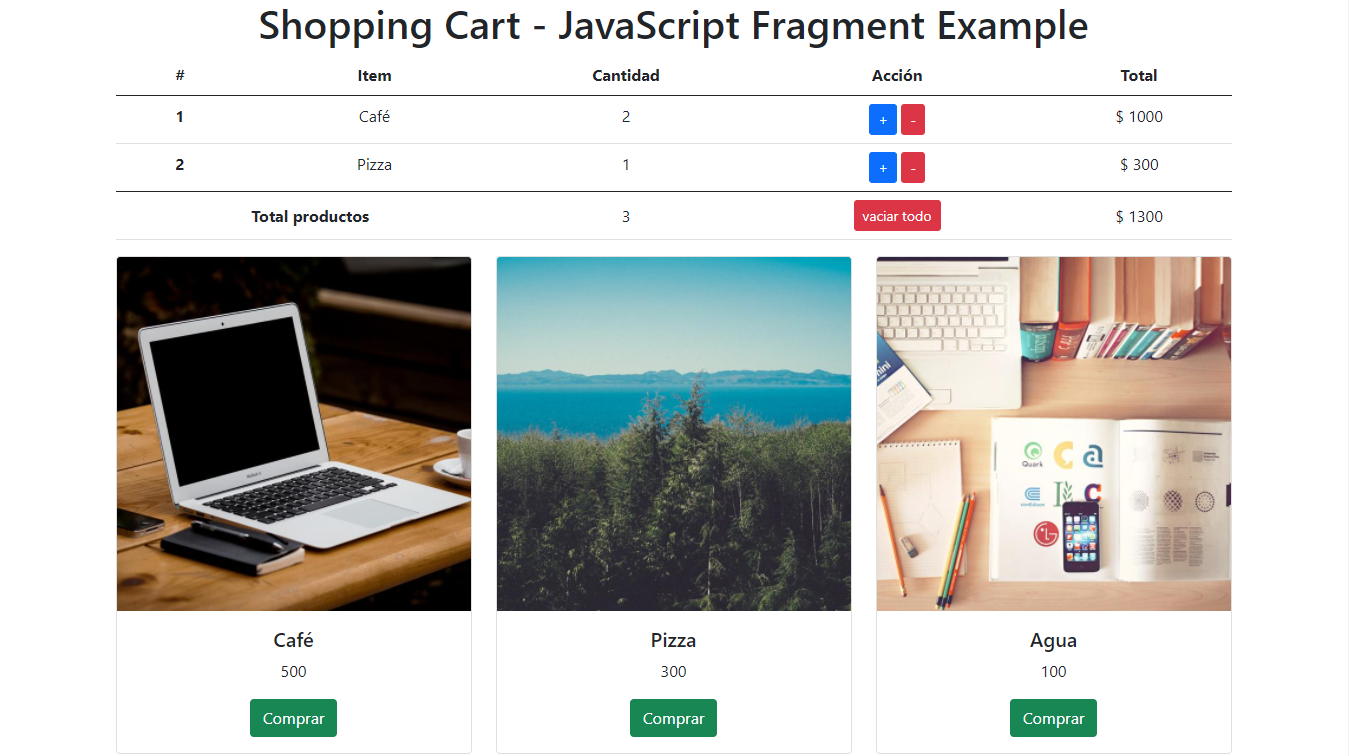 Shopping Cart - JavaScript Fragment Example
# Item Cantidad Acción Total
1 Café 2 + - $ 1000
2 Pizza 1 + - $ 300
Total productos 3 vaciar todo $ 1300
Quark
Café
500
Comprar
Pizza
300
Comprar
Agua
100
Comprar